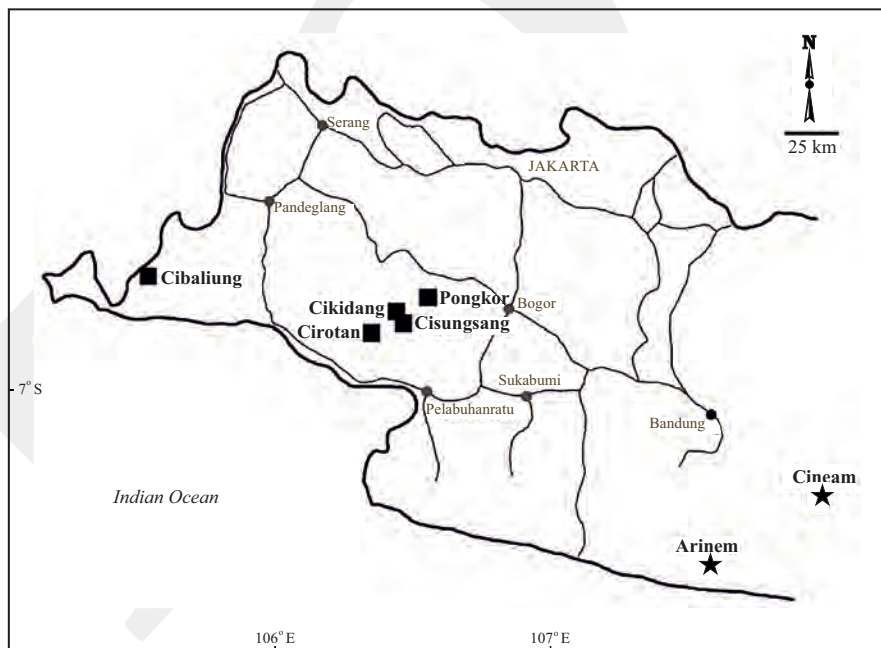 N
25 km
Serang
JAKARTA
Pandeglang
Cibaliung
Pongkor
Cikidang
Bogor
Cisungsang
Cirotan
7° S
Sukabumi
Pelabuhanratu
Bandung
Cineam
Indian Ocean
Arinem
106° E
107° E